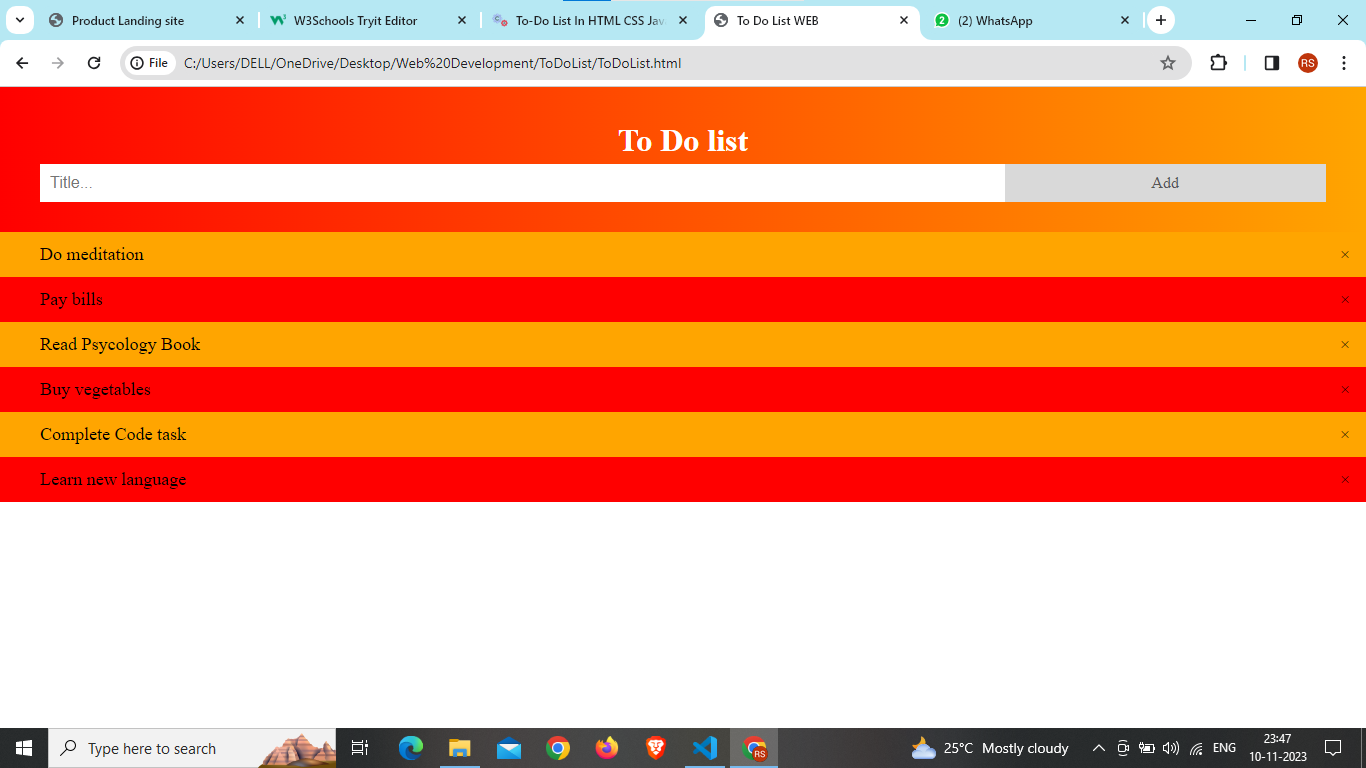 Product Landing site
W3Schools Tryit Editor
To-Do List In HTML CSS Jav
To Do List WEB
(2) WhatsApp
File
C:/Users/DELL/OneDrive/Desktop/Web%20Development/ToDoList/ToDoList.html
RS
To Do list
Title...
Add
Do meditation ×
Pay bills ×
Read Psycology Book ×
Buy vegetables ×
Complete Code task ×
Learn new language ×
Type here to search
RS
25°C Mostly cloudy
ENG
23:47
10-11-2023